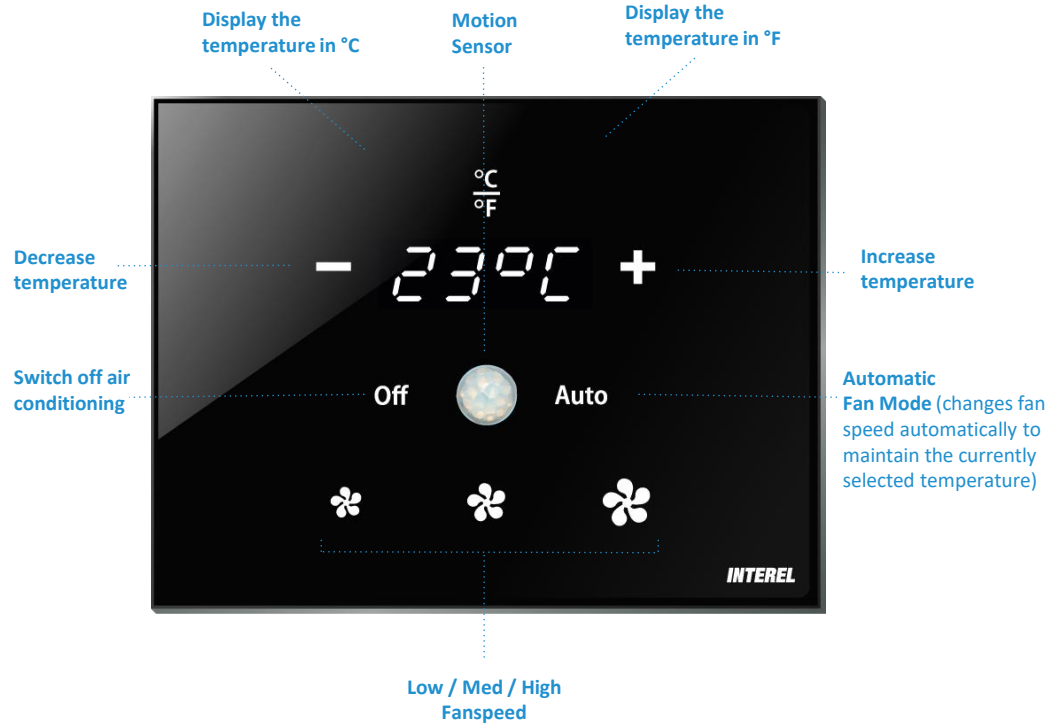 Display the
temperature in °C
Motion
Sensor
Display the
temperature in °F
°C
°F
Decrease
temperature
23°C
Increase
temperature
Switch off air
conditioning
Off
Auto
Automatic
Fan Mode (changes fan
speed automatically to
maintain the currently
selected temperature)
INTEREL
Low / Med / High
Fanspeed